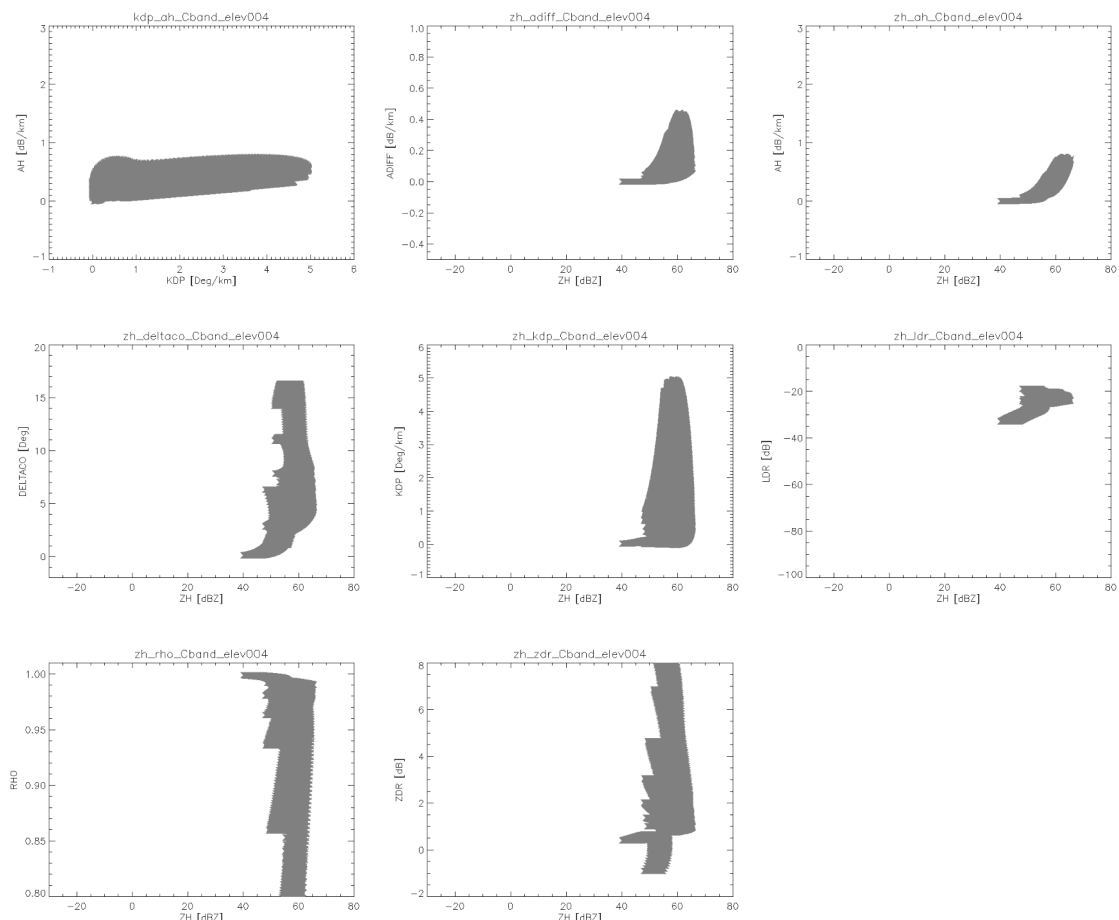 kdp_ah_Cband_elev004
3
2
1
0
-1
AH [dB/km]
-1 0 1 2 3 4 5 6
KDP [Deg/km]
zh_adiff_Cband_elev004
1.0
0.8
0.6
0.4
0.2
0.0
-0.2
-0.4
ADIFF [dB/km]
-20 0 20 40 60 80
ZH [dBZ]
zh_ah_Cband_elev004
3
2
1
0
-1
AH [dB/km]
-20 0 20 40 60 80
ZH [dBZ]
zh_deltaco_Cband_elev004
20
15
10
5
0
DELTACO [Deg]
-20 0 20 40 60 80
ZH [dBZ]
zh_kdp_Cband_elev004
6
5
4
3
2
1
0
-1
KDP [Deg/km]
-20 0 20 40 60 80
ZH [dBZ]
zh_ldr_Cband_elev004
0
-20
-40
-60
-80
-100
LDR [dB]
-20 0 20 40 60 80
ZH [dBZ]
zh_rho_Cband_elev004
1.00
0.95
0.90
0.85
0.80
RHO
-20 0 20 40 60 80
ZH [dBZ]
zh_zdr_Cband_elev004
8
6
4
2
0
-2
ZDR [dB]
-20 0 20 40 60 80
ZH [dBZ]